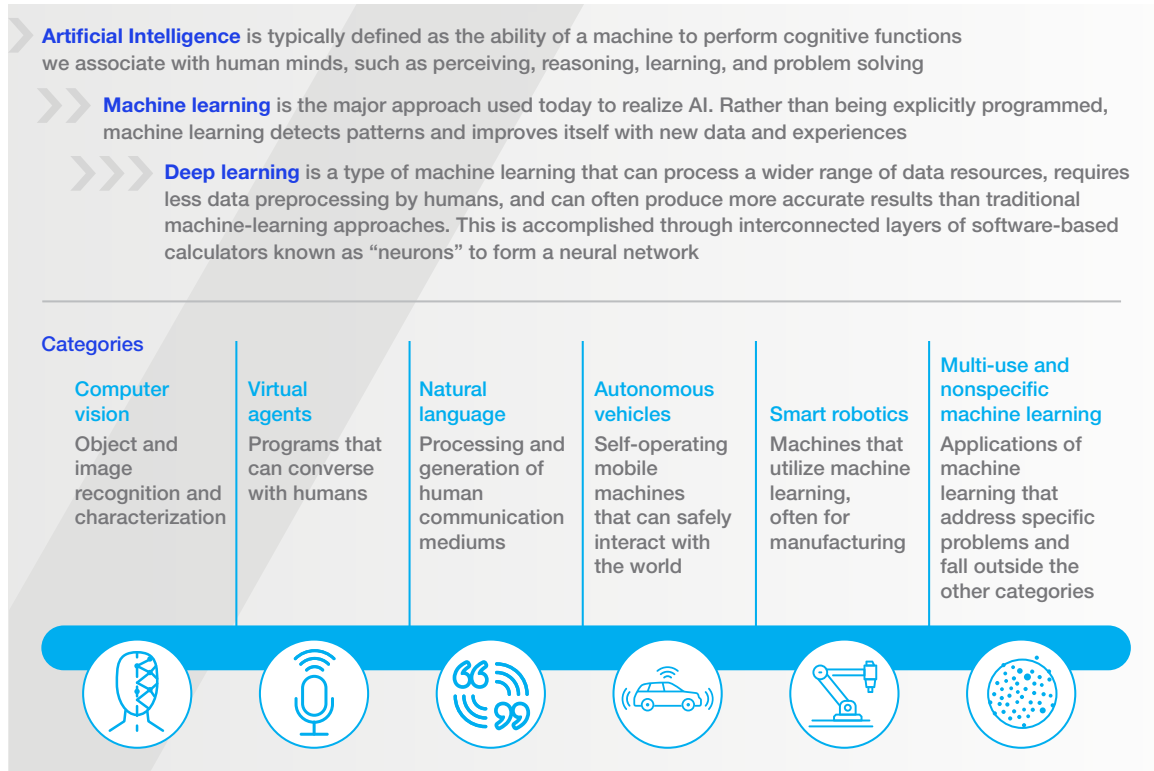 Artificial Intelligence is typically defined as the ability of a machine to perform cognitive functions
we associate with human minds, such as perceiving, reasoning, learning, and problem solving
Machine learning is the major approach used today to realize AI. Rather than being explicitly programmed,
machine learning detects patterns and improves itself with new data and experiences
Deep learning is a type of machine learning that can process a wider range of data resources, requires
less data preprocessing by humans, and can often produce more accurate results than traditional
machine-learning approaches. This is accomplished through interconnected layers of software-based
calculators known as “neurons” to form a neural network
Categories
Computer
vision
Object and
image
recognition and
characterization
Virtual
agents
Programs that
can converse
with humans
Natural
language
Processing and
generation of
human
communication
mediums
Autonomous
vehicles
Self-operating
mobile
machines
that can safely
interact with
the world
Smart robotics
Machines that
utilize machine
learning,
often for
manufacturing
Multi-use and
nonspecific
machine learning
Applications of
machine
learning that
address specific
problems and
fall outside the
other categories